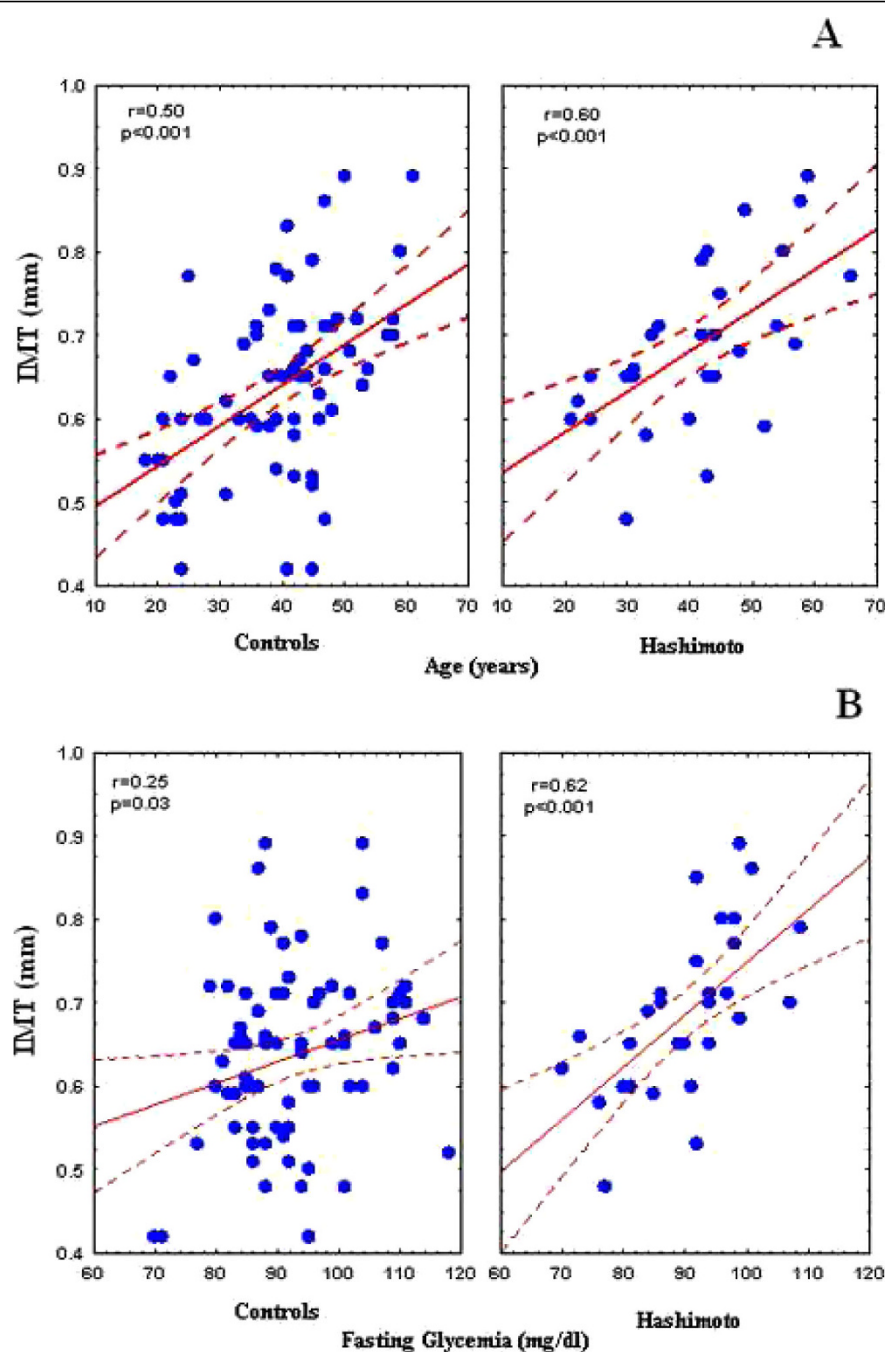 A
r=0.50
p<0.001
r=0.60
p<0.001
1.0
0.9
0.8
0.7
0.6
0.5
0.4
IMT (mm)
10 20 30 40 50 60 70
10 20 30 40 50 60 70
Controls
Hashimoto
Age (years)
B
r=0.25
p=0.03
r=0.62
p<0.001
1.0
0.9
0.8
0.7
0.6
0.5
0.4
IMT (mm)
60 70 80 90 100 110 120
60 70 80 90 100 110 120
Controls
Hashimoto
Fasting Glycemia (mg/dl)